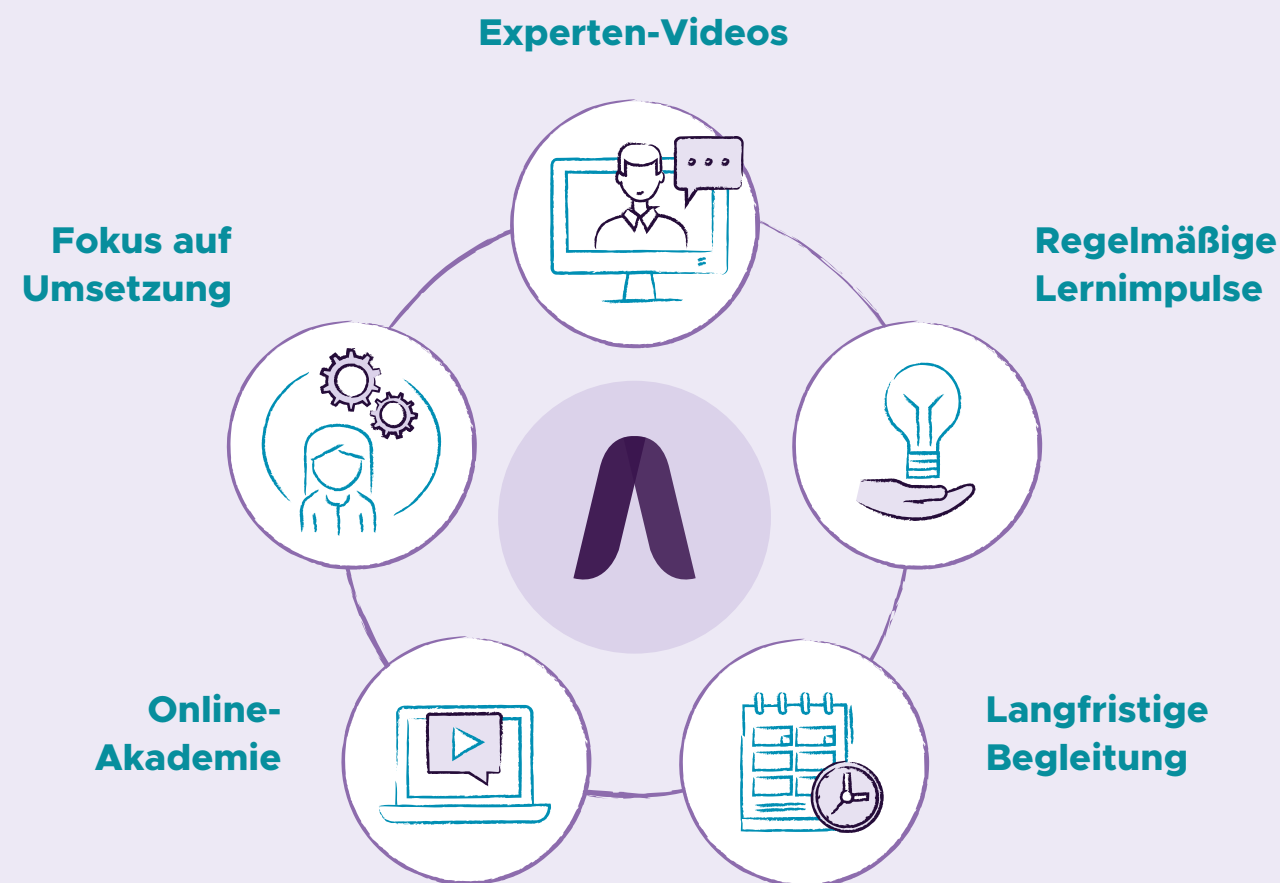 Experten-Videos
Fokus auf
Umsetzung
Regelmäßige
Lernimpulse
Online-
Akademie
Langfristige
Begleitung